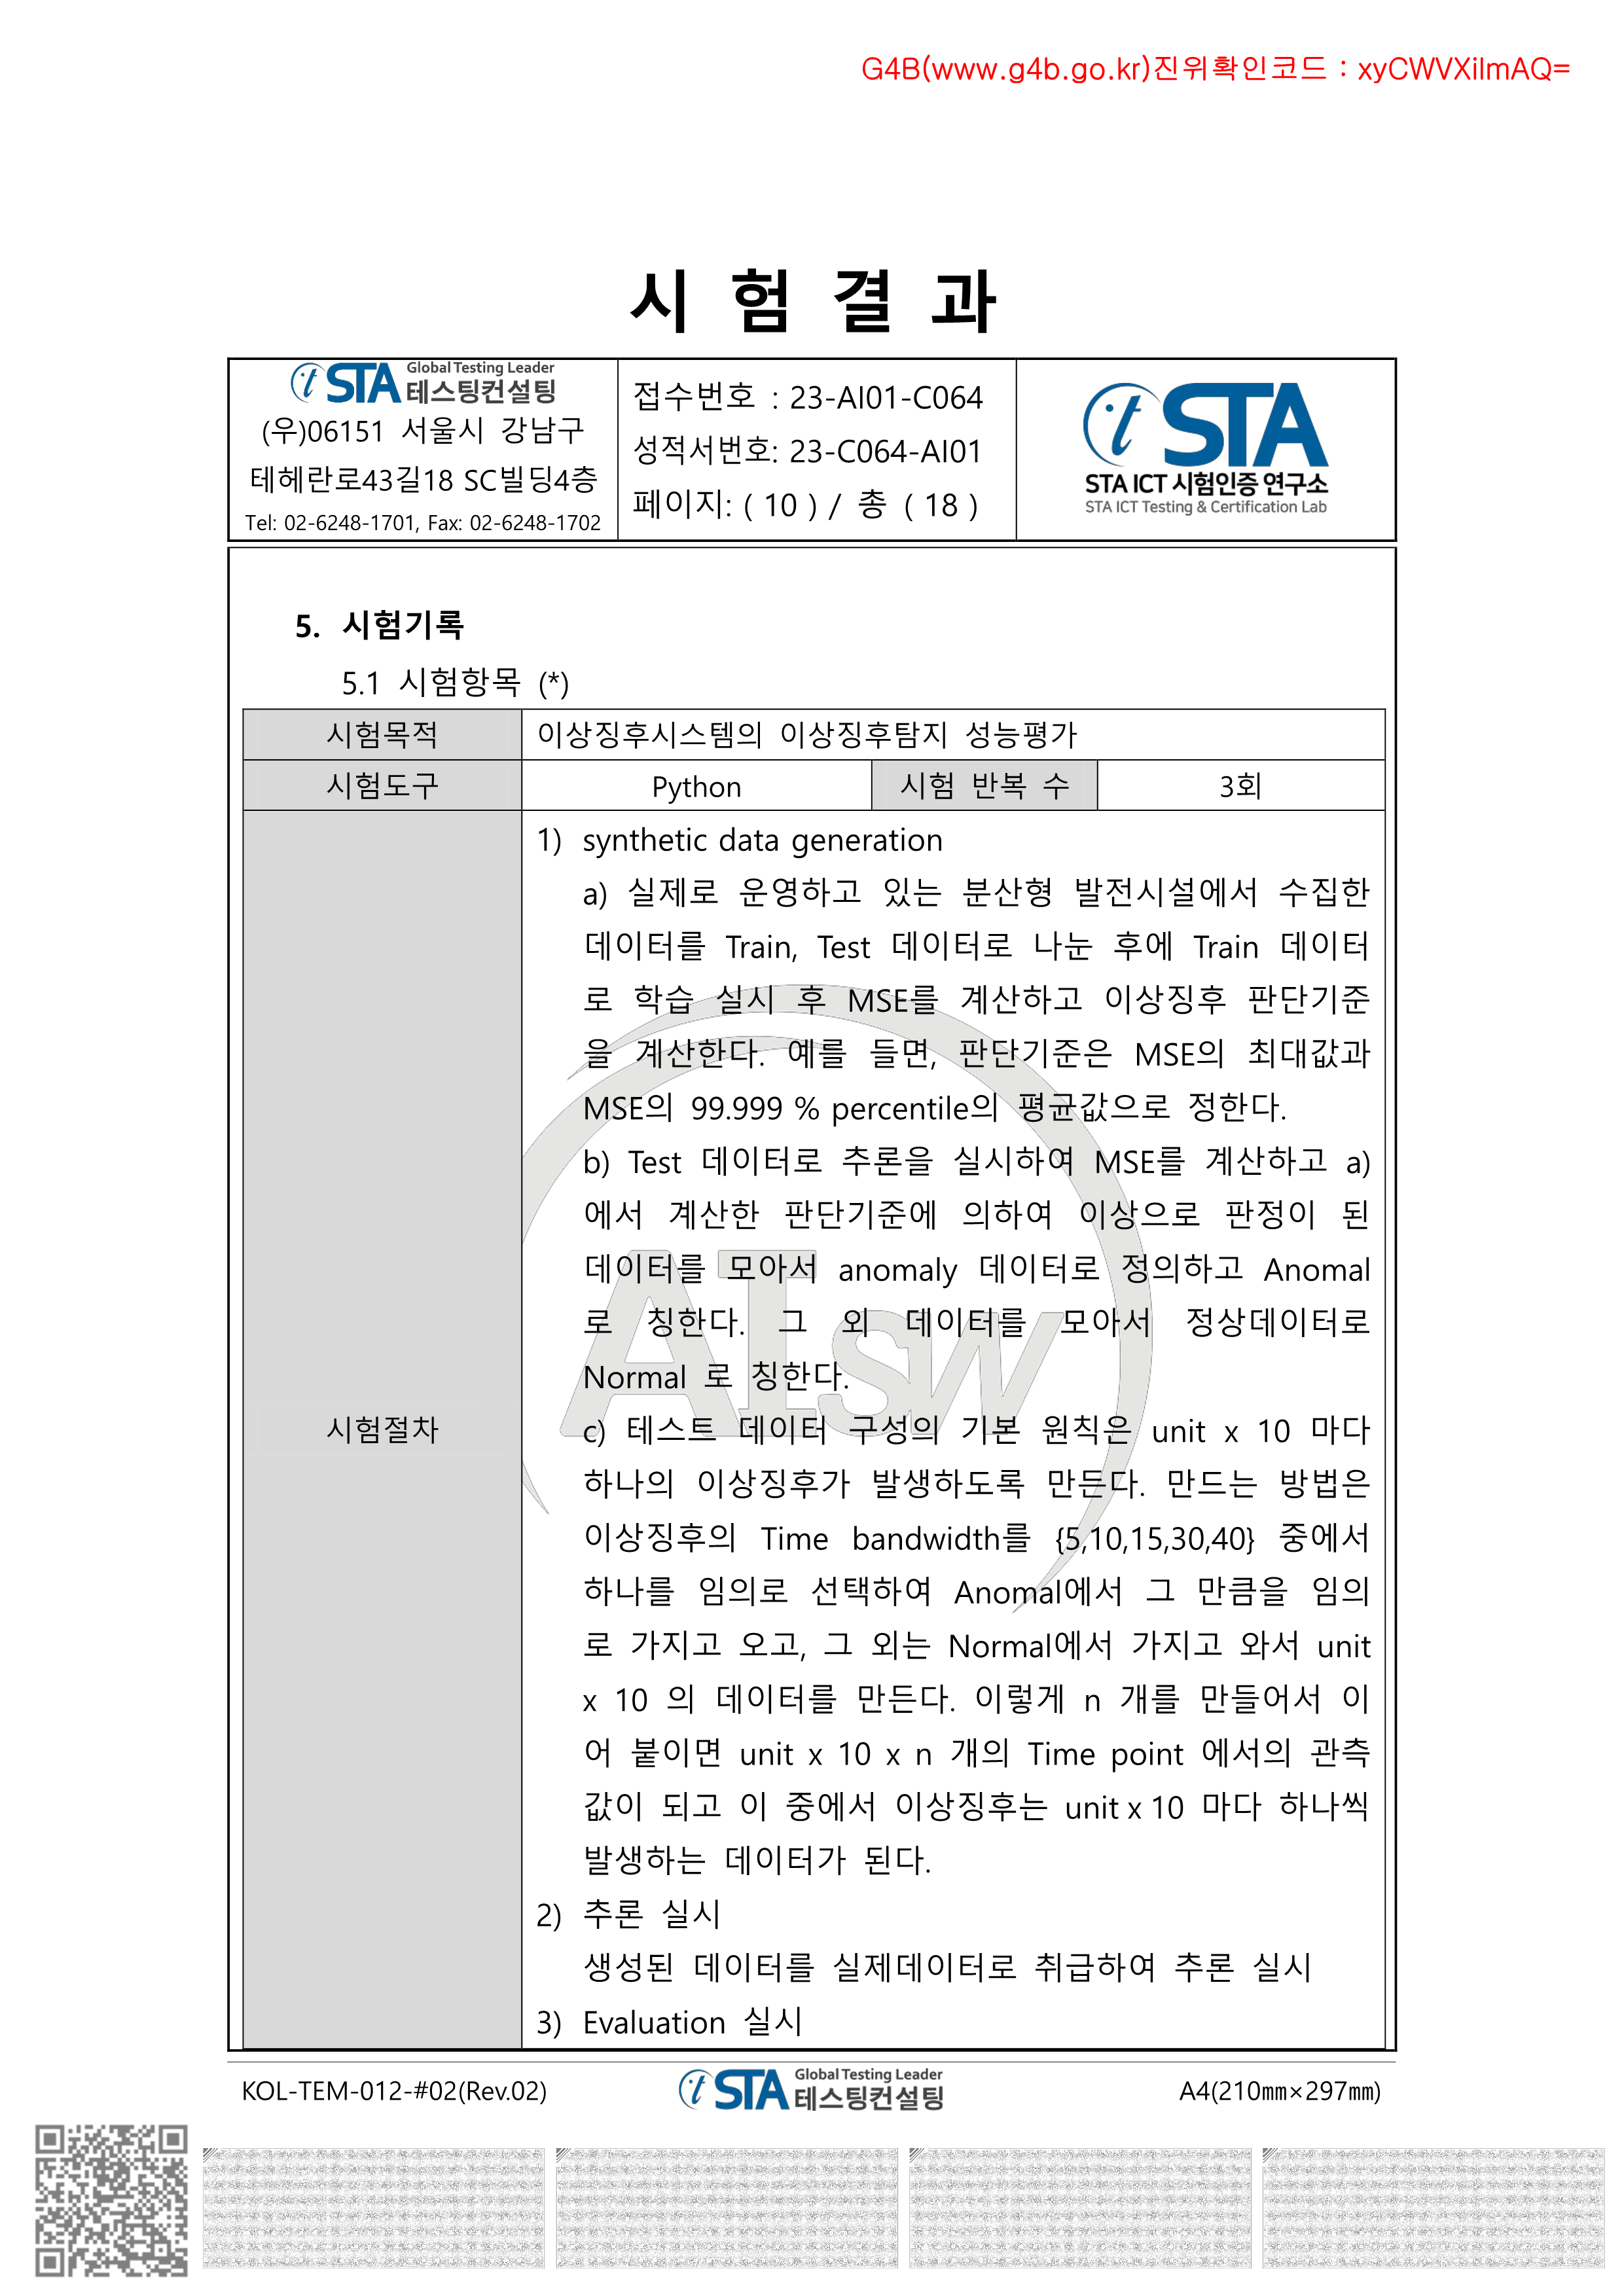 G4B(www.g4b.go.kr)진위확인코드 : xyCWVXiImAQ=
시 험 결 과
t STA Global Testing Leader 테스팅컨설팅
(우)06151 서울시 강남구
테헤란로43길18 SC빌딩4층
Tel: 02-6248-1701, Fax: 02-6248-1702
접수번호 : 23-AI01-C064
성적서번호: 23-C064-AI01
페이지: ( 10 ) / 총 ( 18 )
t STA
STA ICT 시험인증 연구소
STA ICT Testing & Certification Lab
5. 시험기록
5.1 시험항목 (*)
시험목적 이상징후시스템의 이상징후탐지 성능평가
시험도구 Python 시험 반복 수 3회
시험절차
1) synthetic data generation
a) 실제로 운영하고 있는 분산형 발전시설에서 수집한
데이터를 Train, Test 데이터로 나눈 후에 Train 데이터
로 학습 실시 후 MSE를 계산하고 이상징후 판단기준
을 계산한다. 예를 들면, 판단기준은 MSE의 최대값과
MSE의 99.999 % percentile의 평균값으로 정한다.
b) Test 데이터로 추론을 실시하여 MSE를 계산하고 a)
에서 계산한 판단기준에 의하여 이상으로 판정이 된
데이터를 모아서 anomaly 데이터로 정의하고 Anomal
로 칭한다. 그 외 데이터를 모아서 정상데이터로
Normal 로 칭한다.
c) 테스트 데이터 구성의 기본 원칙은 unit x 10 마다
하나의 이상징후가 발생하도록 만든다. 만드는 방법은
이상징후의 Time bandwidth를 {5,10,15,30,40} 중에서
하나를 임의로 선택하여 Anomal에서 그 만큼을 임의
로 가지고 오고, 그 외는 Normal에서 가지고 와서 unit
x 10 의 데이터를 만든다. 이렇게 n 개를 만들어서 이
어 붙이면 unit x 10 x n 개의 Time point 에서의 관측
값이 되고 이 중에서 이상징후는 unit x 10 마다 하나씩
발생하는 데이터가 된다.
2) 추론 실시
생성된 데이터를 실제데이터로 취급하여 추론 실시
3) Evaluation 실시
AIsw
KOL-TEM-012-#02(Rev.02)
t STA Global Testing Leader 테스팅컨설팅
A4(210㎜×297㎜)